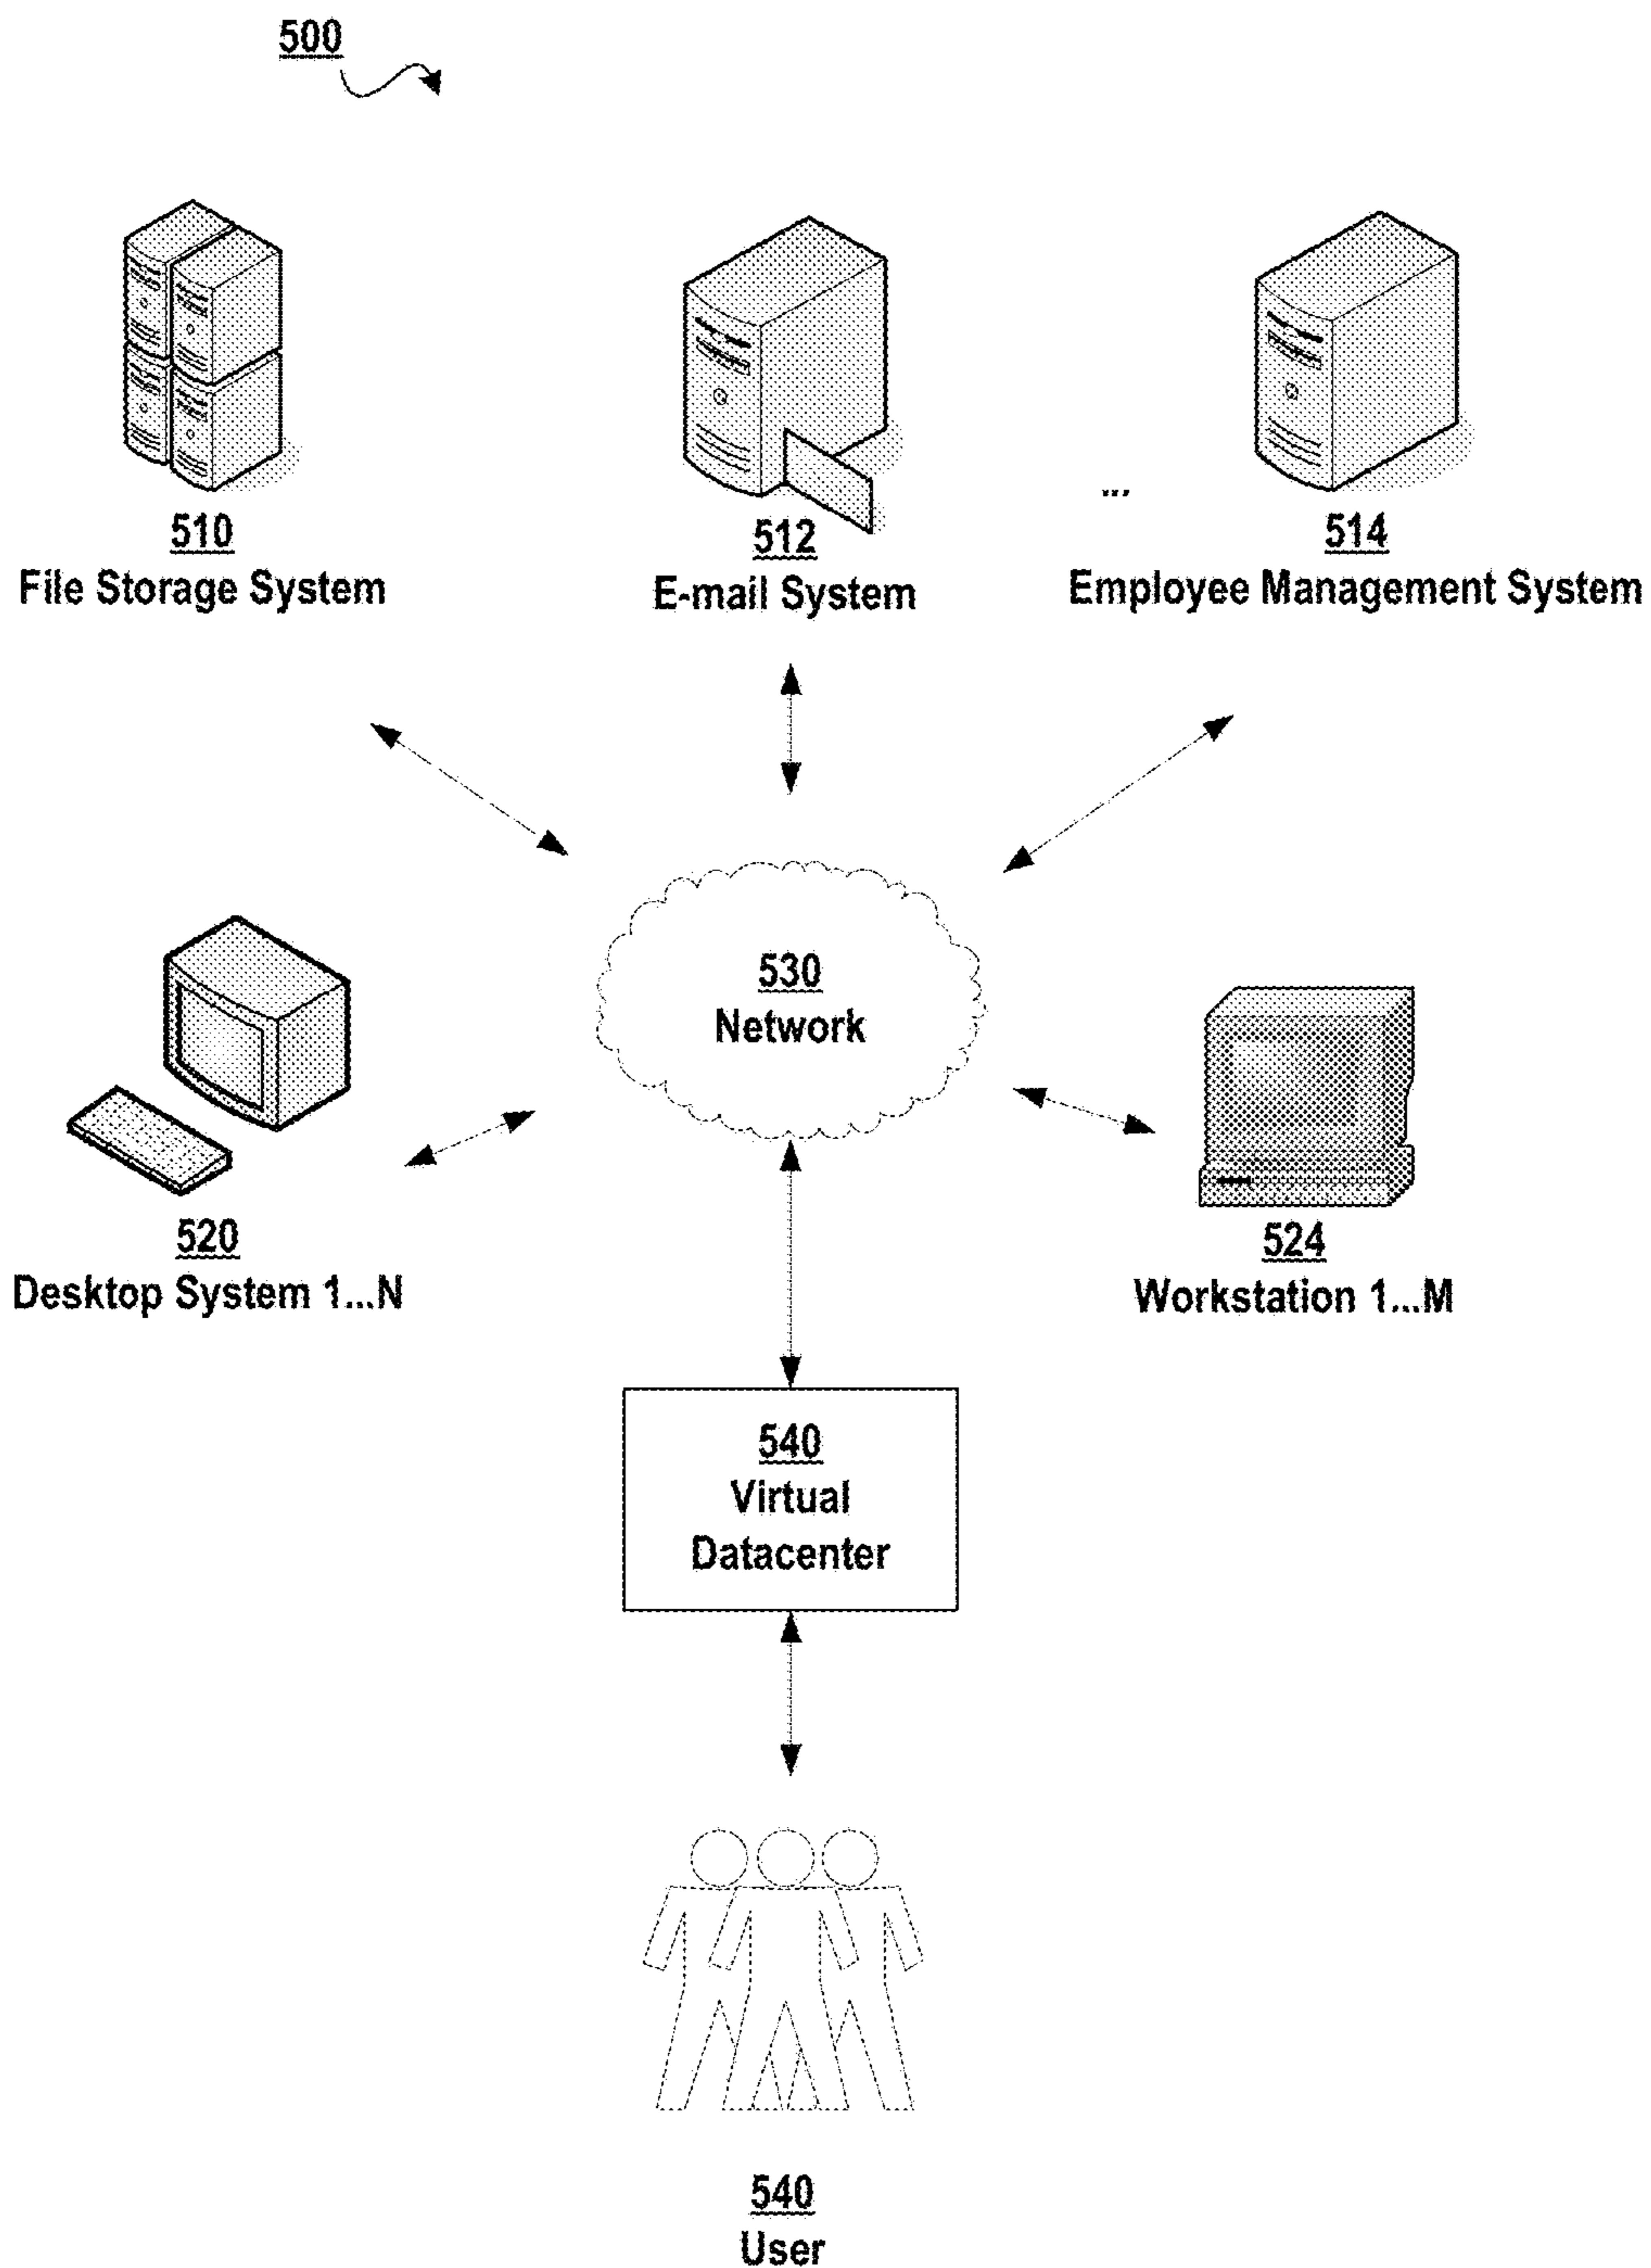 500
510
File Storage System
512
E-mail System
...
514
Employee Management System
530
Network
520
Desktop System 1...N
524
Workstation 1...M
540
Virtual
Datacenter
540
User